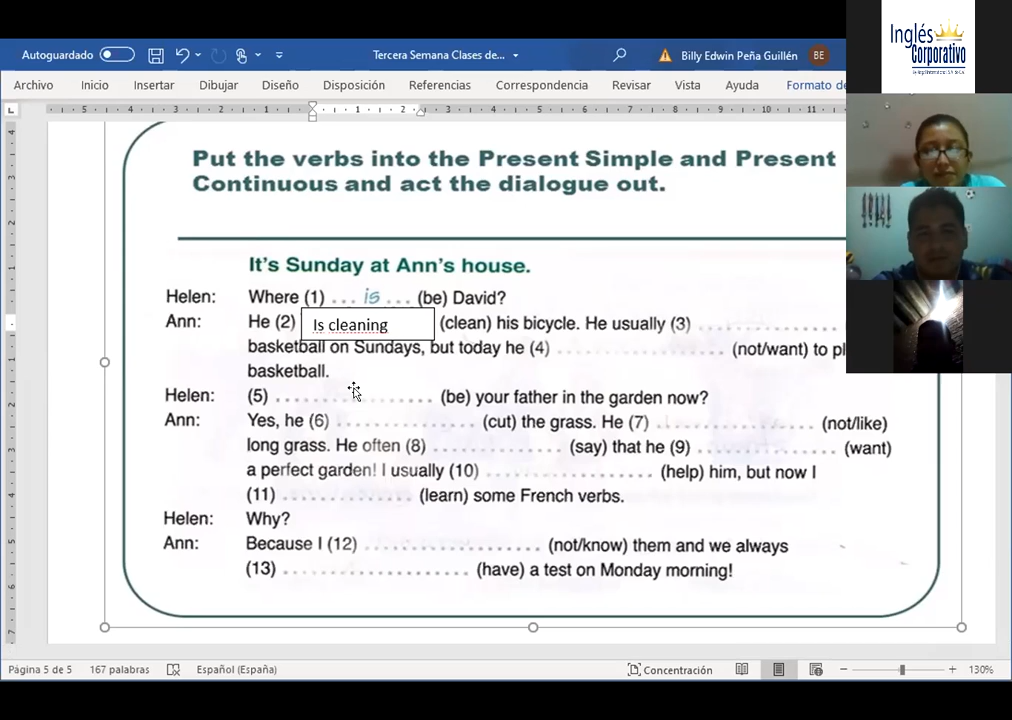 Inglés
Corporativo
Autoguardado
Tercera Semana Clases de...
Billy Edwin Peña Guillén
BE
Archivo Inicio Insertar Dibujar Diseño Disposición Referencias Correspondencia Revisar Vista Ayuda Formato de
Put the verbs into the Present Simple and Present
Continuous and act the dialogue out.
It's Sunday at Ann's house.
Helen: Where (1) ... is ... (be) David?
Ann: He (2) Is cleaning (clean) his bicycle. He usually (3) ....................
basketball on Sundays, but today he (4) ........................ (not/want) to pl
basketball.
Helen: (5) ........................ (be) your father in the garden now?
Ann: Yes, he (6) ..................... (cut) the grass. He (7) ........................ (not/like)
long grass. He often (8) .................... (say) that he (9) .................... (want)
a perfect garden! I usually (10) ........................ (help) him, but now I
(11) .................... (learn) some French verbs.
Helen: Why?
Ann: Because I (12) .......................... (not/know) them and we always
(13) .............................. (have) a test on Monday morning!
Página 5 de 5 167 palabras Español (España) Concentración 130%